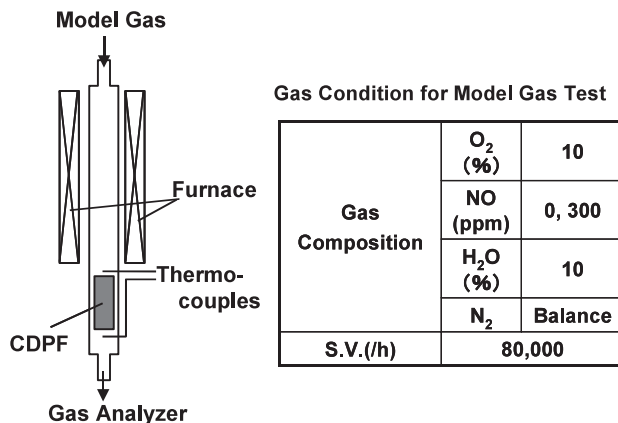 Model Gas
Furnace
Thermo-
couples
CDPF
Gas Analyzer
Gas Condition for Model Gas Test
Gas
Composition
O2
(%)
10
NO
(ppm)
0, 300
H2O
(%)
10
N2
Balance
S.V.(/h)
80,000